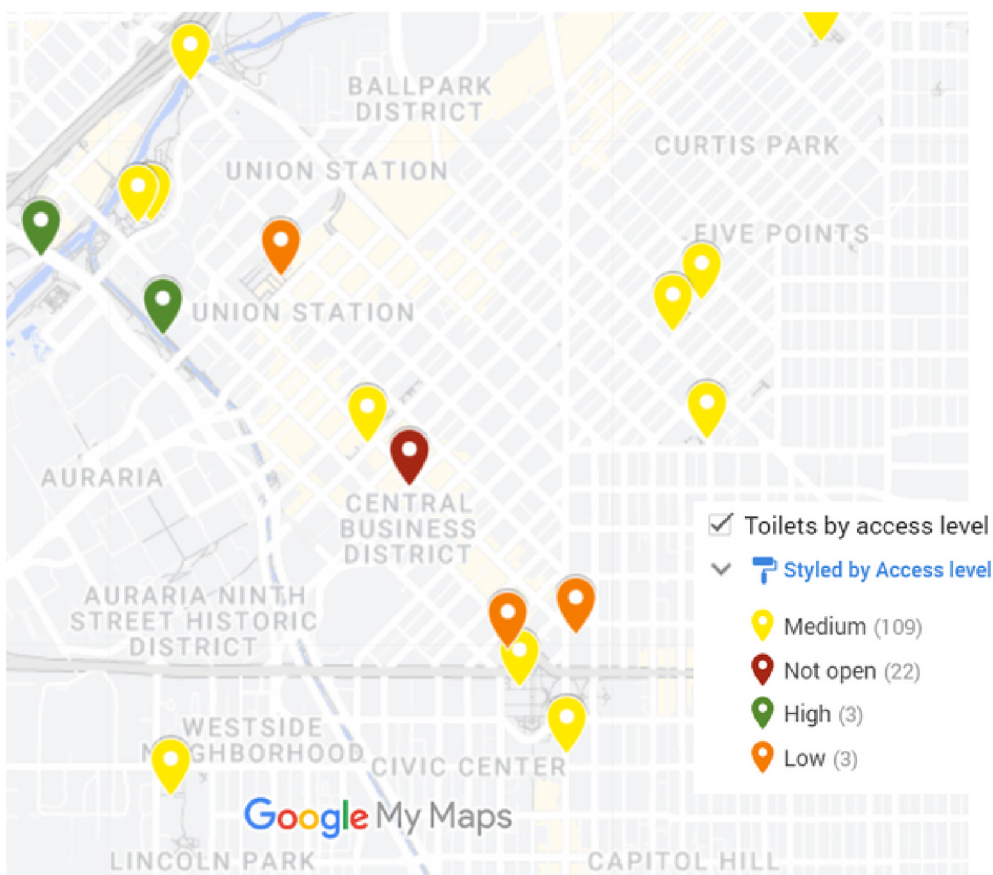 BALLPARK
DISTRICT
CURTIS PARK
UNION STATION
FIVE POINTS
UNION STATION
AURARIA
CENTRAL
BUSINESS
DISTRICT
Toilets by access level
Styled by Access level
AURARIA NINTH
STREET HISTORIC
DISTRICT
Medium (109)
Not open (22)
High (3)
Low (3)
WESTSIDE
NEIGHBORHOOD
CIVIC CENTER
Google My Maps
LINCOLN PARK
CAPITOL HILL